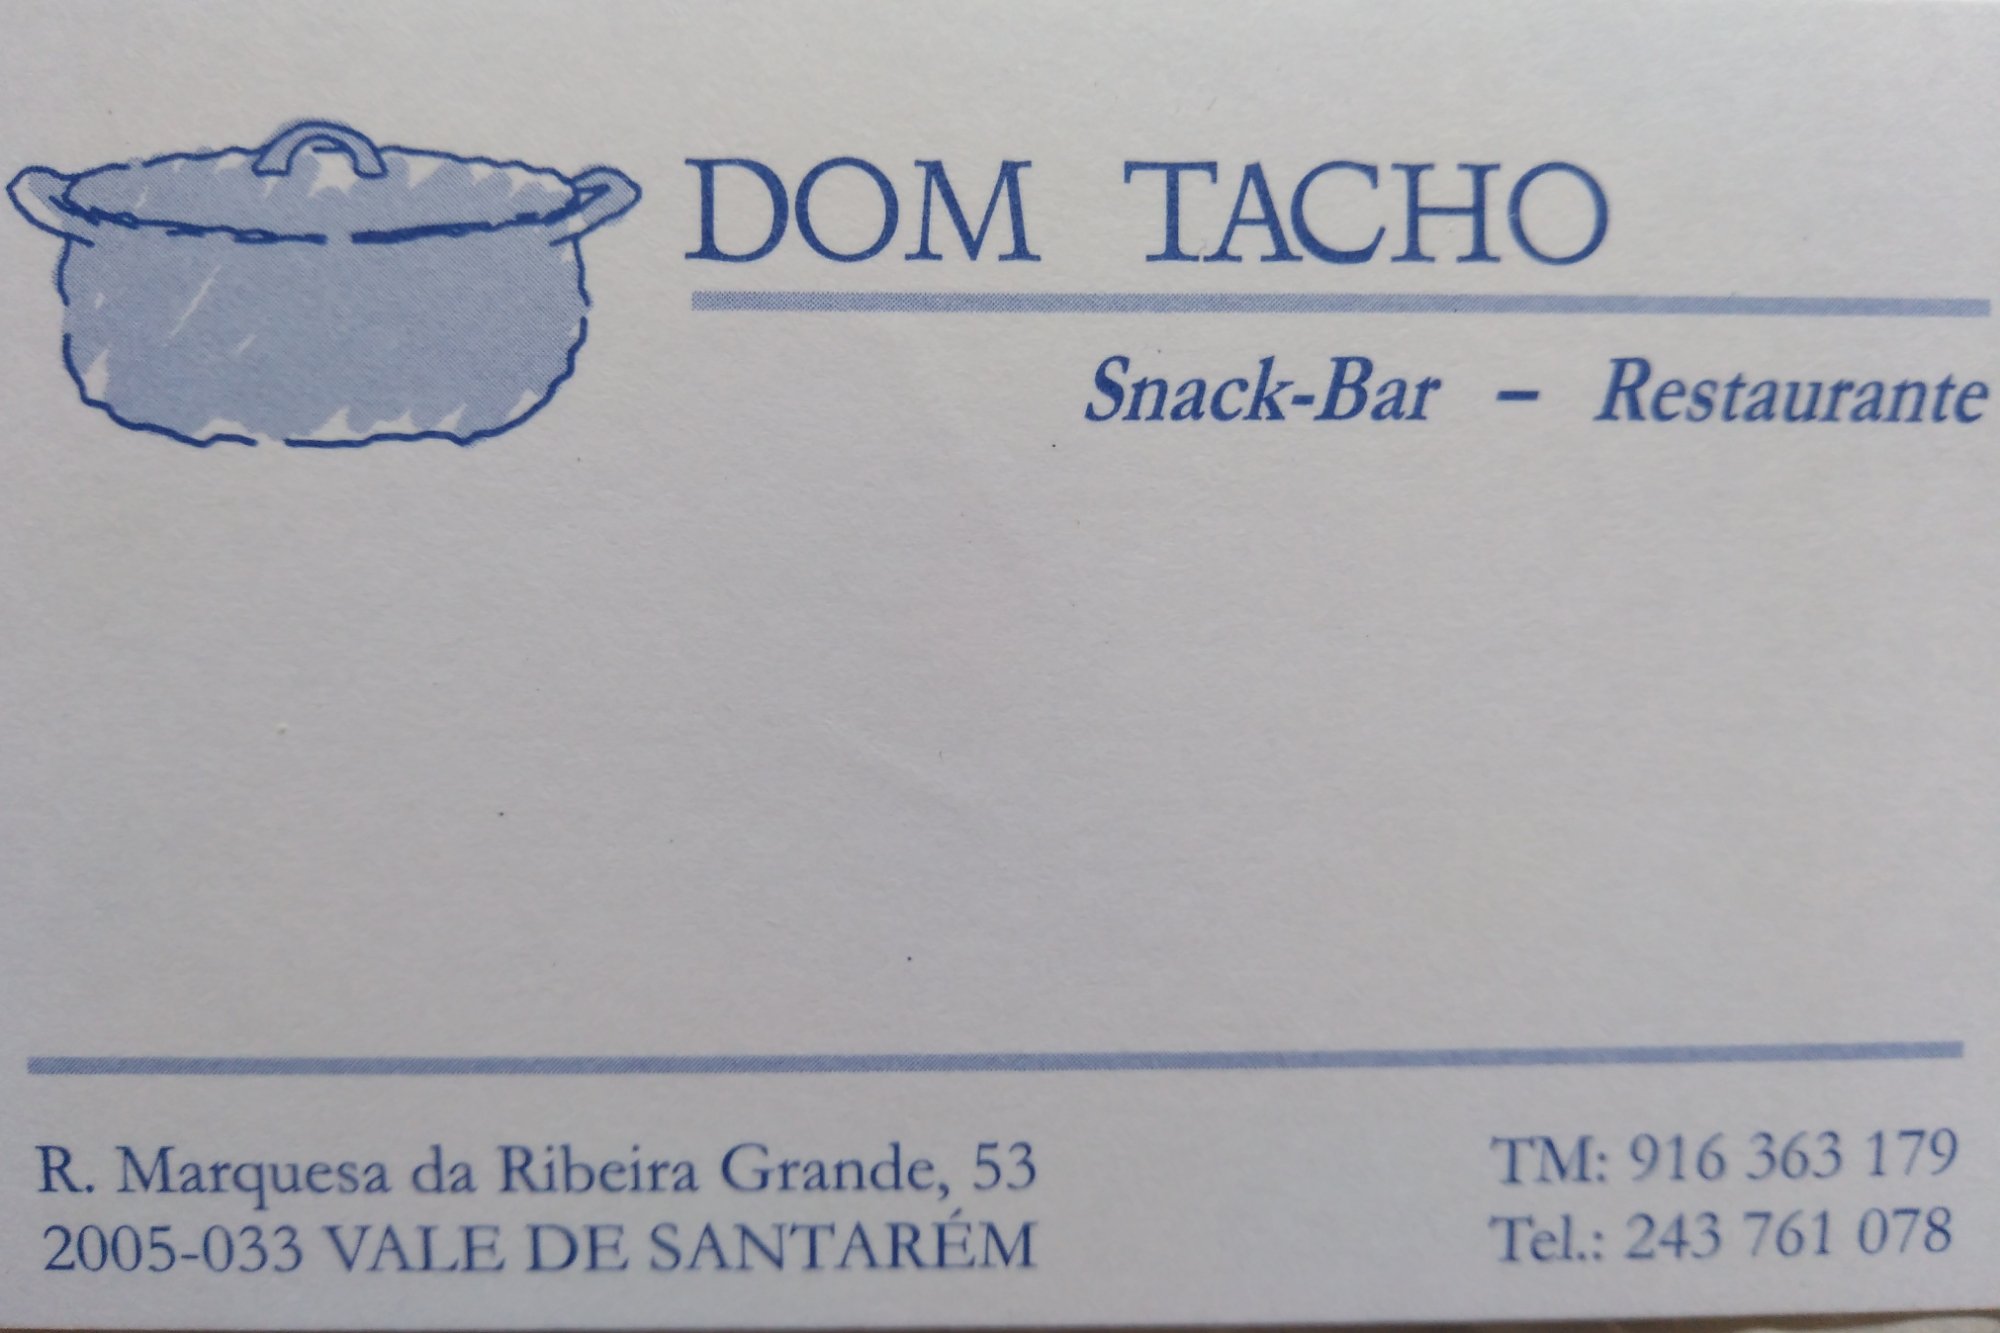 DOM TACHO
Snack-Bar – Restaurante
R. Marquesa da Ribeira Grande, 53
2005-033 VALE DE SANTARÉM
TM: 916 363 179
Tel.: 243 761 078